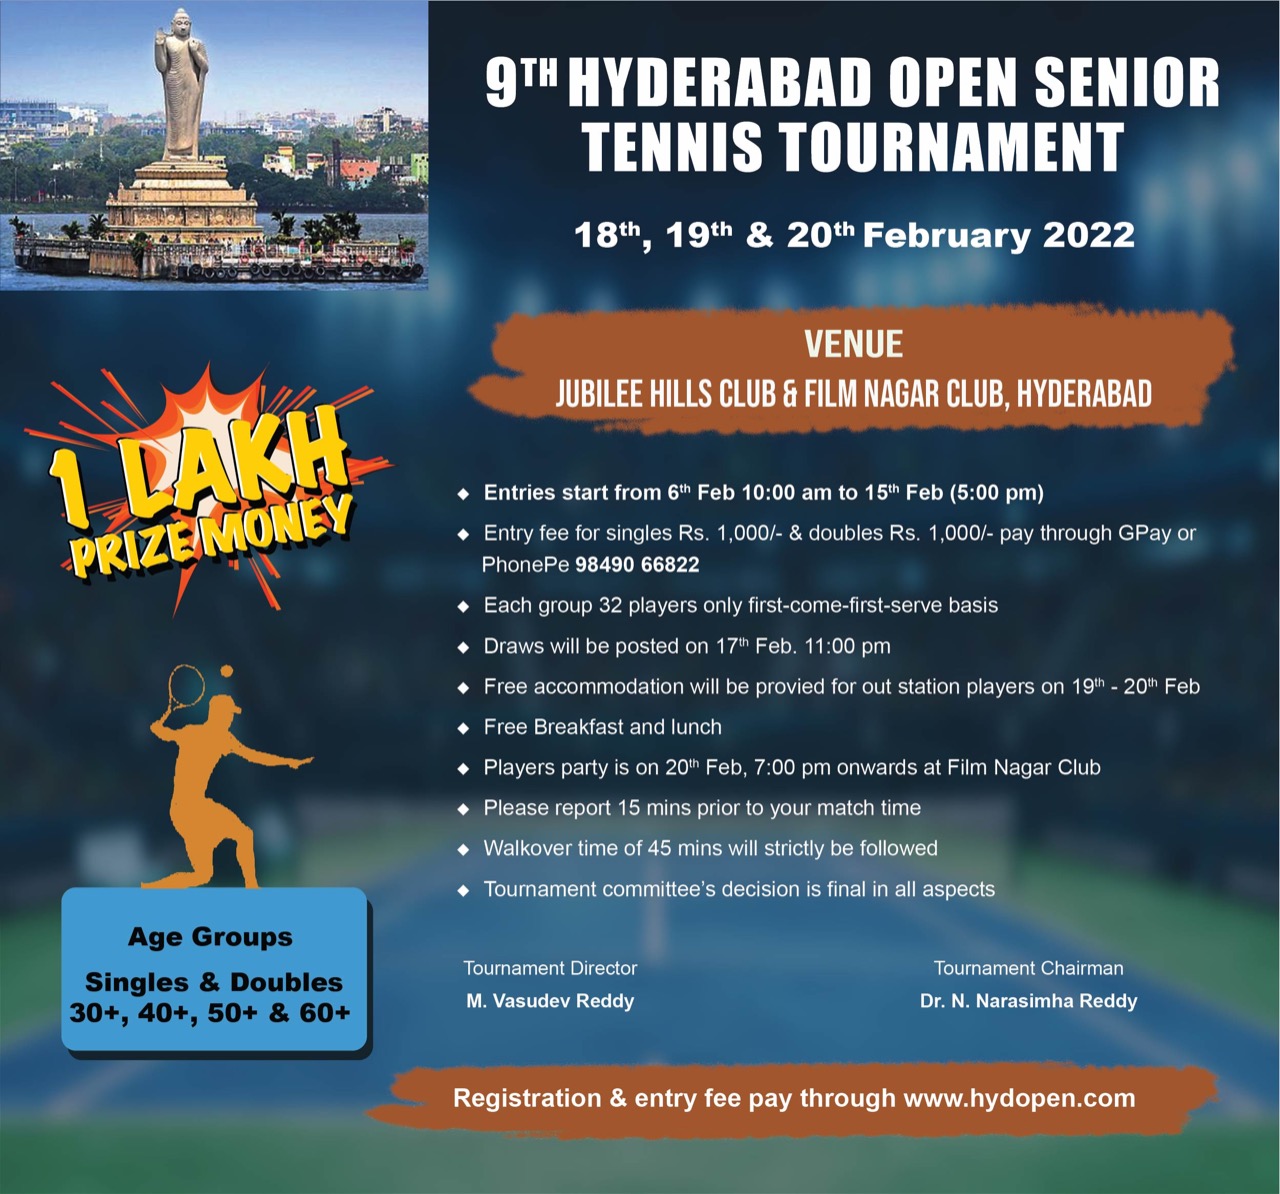 9TH HYDERABAD OPEN SENIOR
TENNIS TOURNAMENT
18th, 19th & 20th February 2022
VENUE
JUBILEE HILLS CLUB & FILM NAGAR CLUB, HYDERABAD
1 LAKH
PRIZE MONEY
◆ Entries start from 6th Feb 10:00 am to 15th Feb (5:00 pm)
◆ Entry fee for singles Rs. 1,000/- & doubles Rs. 1,000/- pay through GPay or
PhonePe 98490 66822
◆ Each group 32 players only first-come-first-serve basis
◆ Draws will be posted on 17th Feb. 11:00 pm
◆ Free accommodation will be provied for out station players on 19th - 20th Feb
◆ Free Breakfast and lunch
◆ Players party is on 20th Feb, 7:00 pm onwards at Film Nagar Club
◆ Please report 15 mins prior to your match time
◆ Walkover time of 45 mins will strictly be followed
◆ Tournament committee's decision is final in all aspects
Age Groups
Singles & Doubles
30+, 40+, 50+ & 60+
Tournament Director
M. Vasudev Reddy
Tournament Chairman
Dr. N. Narasimha Reddy
Registration & entry fee pay through www.hydopen.com